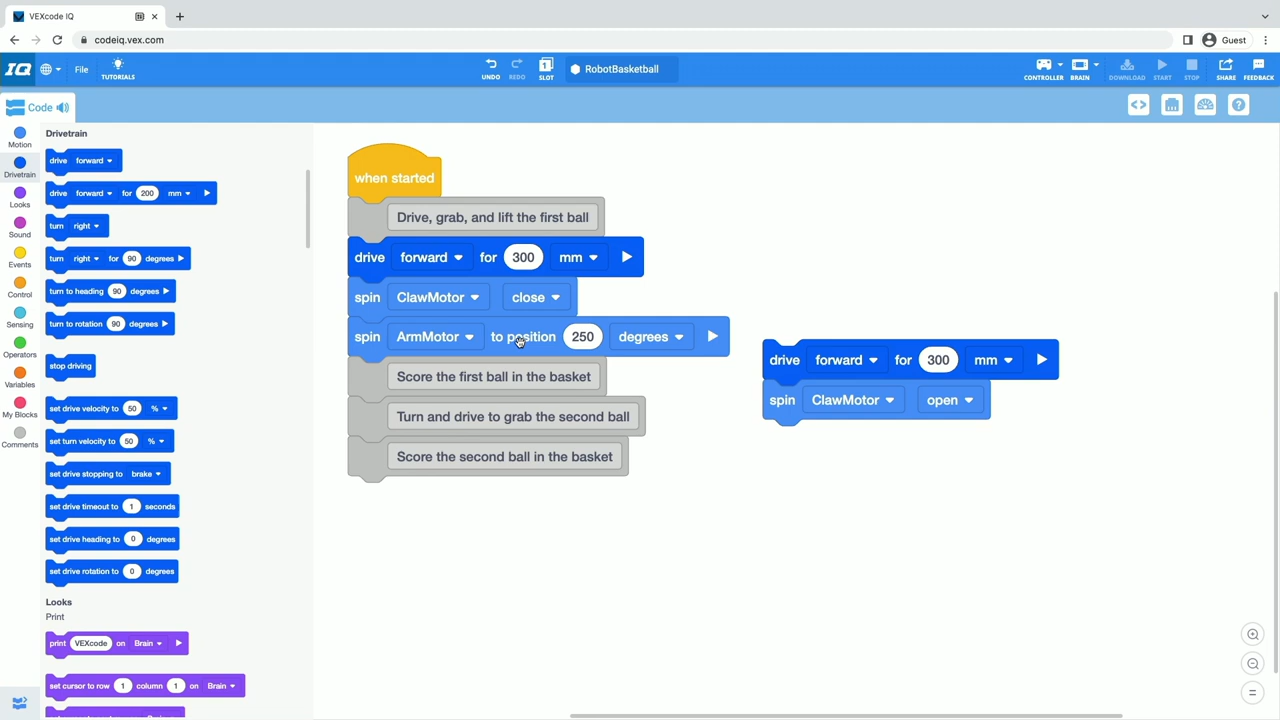 VEXcode IQ
codeiq.vex.com
Guest
IQ
File
TUTORIALS
UNDO
REDO
SLOT
RobotBasketball
CONTROLLER
BRAIN
DOWNLOAD
START
STOP
SHARE
FEEDBACK
Code
Motion
Drivetrain
Looks
Sound
Events
Control
Sensing
Operators
Variables
My Blocks
Comments
Drivetrain
drive forward
drive forward for 200 mm
turn right
turn right for 90 degrees
turn to heading 90 degrees
turn to rotation 90 degrees
stop driving
set drive velocity to 50 %
set turn velocity to 50 %
set drive stopping to brake
set drive timeout to 1 seconds
set drive heading to 0 degrees
set drive rotation to 0 degrees
Looks
Print
print VEXcode on Brain
set cursor to row 1 column 1 on Brain
when started
Drive, grab, and lift the first ball
drive forward for 300 mm
spin ClawMotor close
spin ArmMotor to position 250 degrees
Score the first ball in the basket
Turn and drive to grab the second ball
Score the second ball in the basket
drive forward for 300 mm
spin ClawMotor open